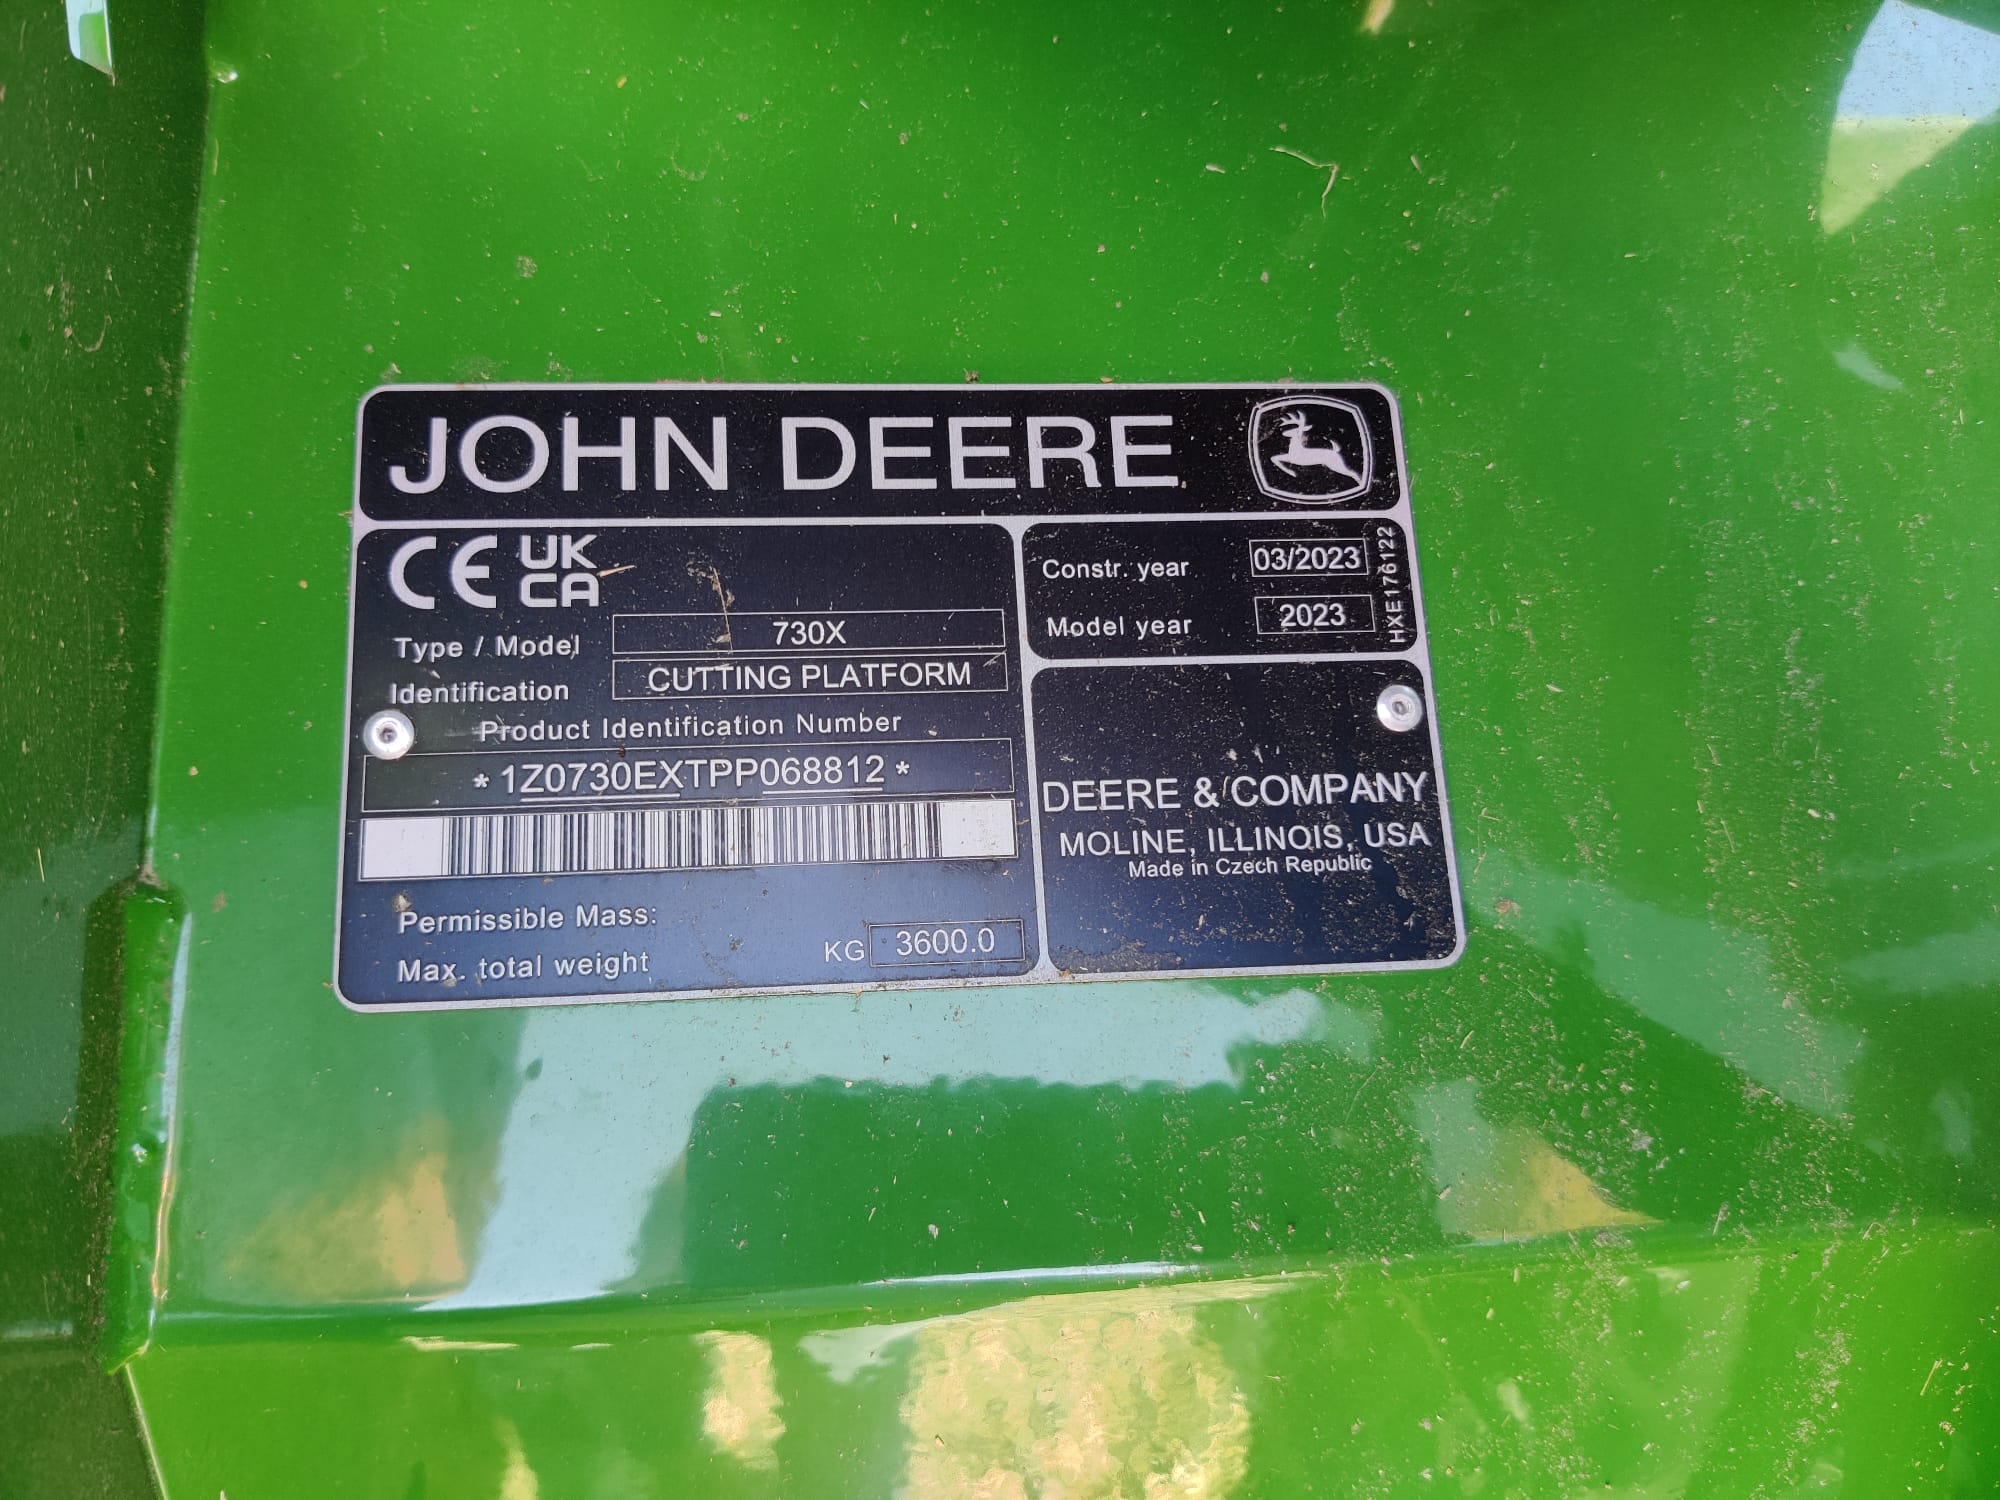 JOHN DEERE
CE UK
CA
Constr. year 03/2023
Model year 2023
HXE176122
Type / Model 730X
Identification CUTTING PLATFORM
Product Identification Number
* 1Z0730EXTPP068812 *
Permissible Mass:
Max. total weight KG 3600.0
DEERE & COMPANY
MOLINE, ILLINOIS, USA
Made in Czech Republic